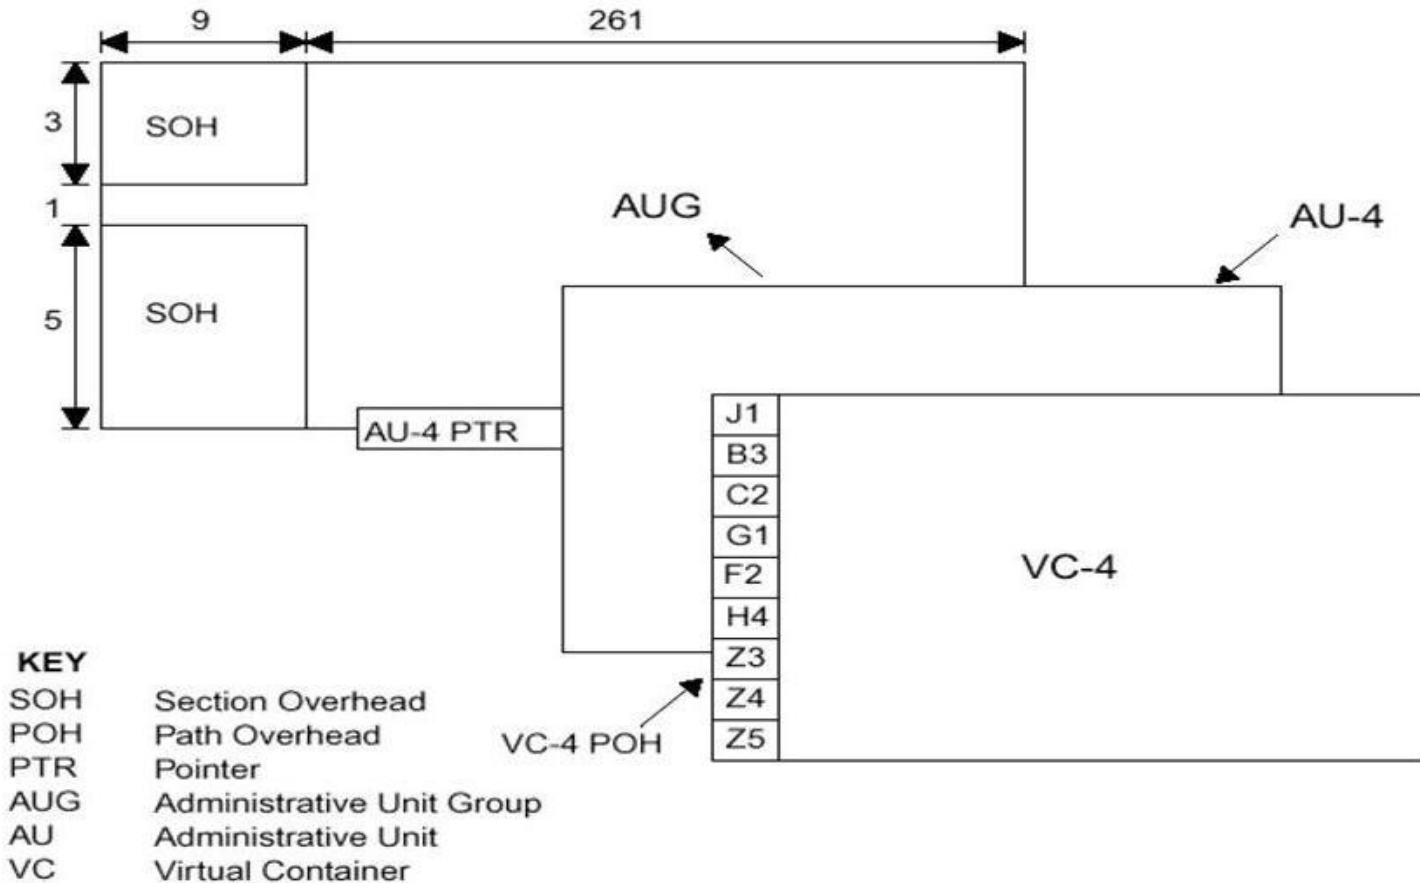 9
261
3
SOH
1
AUG
AU-4
5
SOH
AU-4 PTR
J1
B3
C2
G1
F2
H4
Z3
Z4
Z5
VC-4
VC-4 POH
KEY
SOH Section Overhead
POH Path Overhead
PTR Pointer
AUG Administrative Unit Group
AU Administrative Unit
VC Virtual Container